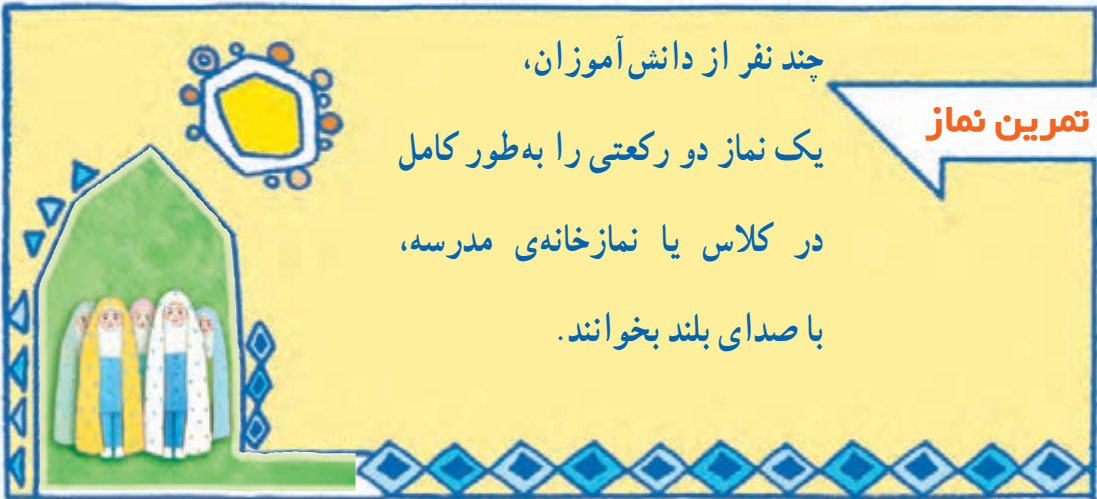 تمرین نماز
چند نفر از دانش‌آموزان،
یک نماز دو رکعتی را به‌طور کامل
در کلاس یا نمازخانه‌ی مدرسه،
با صدای بلند بخوانند.